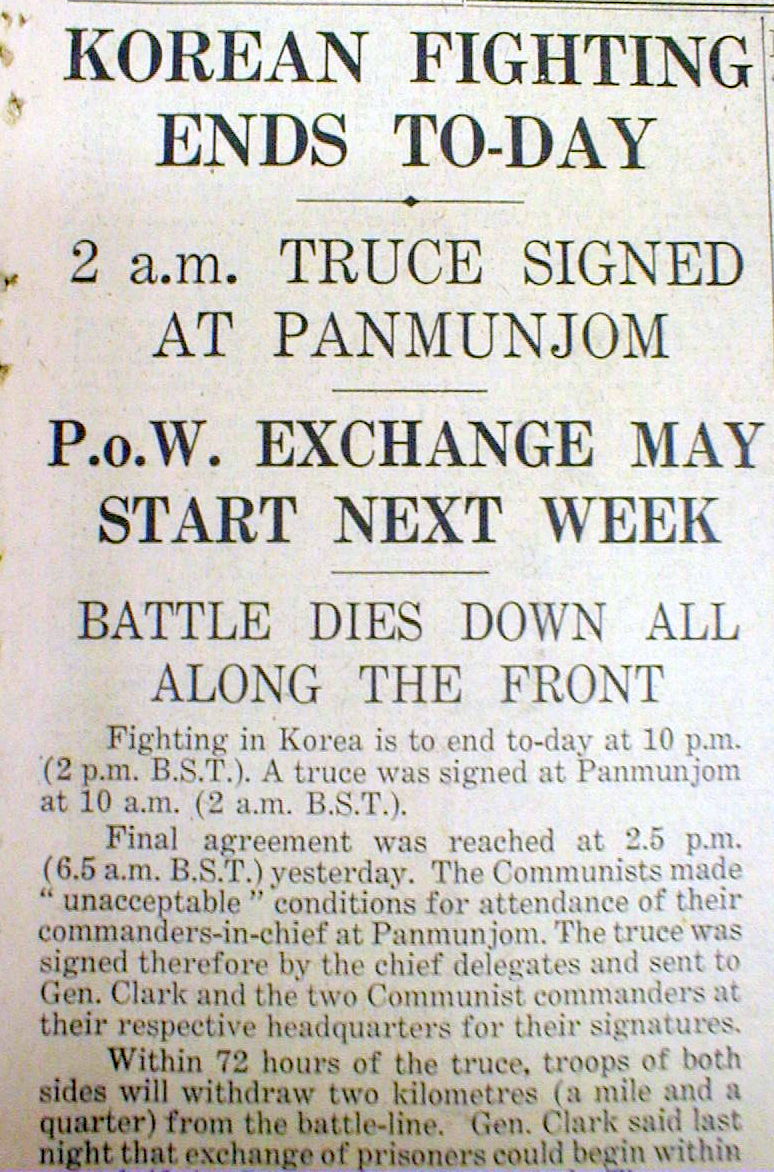 KOREAN FIGHTING
ENDS TO-DAY
2 a.m. TRUCE SIGNED
AT PANMUNJOM
P.o.W. EXCHANGE MAY
START NEXT WEEK
BATTLE DIES DOWN ALL
ALONG THE FRONT
Fighting in Korea is to end to-day at 10 p.m.
(2 p.m. B.S.T.). A truce was signed at Panmunjom
at 10 a.m. (2 a.m. B.S.T.).
Final agreement was reached at 2.5 p.m.
(6.5 a.m. B.S.T.) yesterday. The Communists made
“ unacceptable ” conditions for attendance of their
commanders-in-chief at Panmunjom. The truce was
signed therefore by the chief delegates and sent to
Gen. Clark and the two Communist commanders at
their respective headquarters for their signatures.
Within 72 hours of the truce, troops of both
sides will withdraw two kilometres (a mile and a
quarter) from the battle-line. Gen. Clark said last
night that exchange of prisoners could begin within